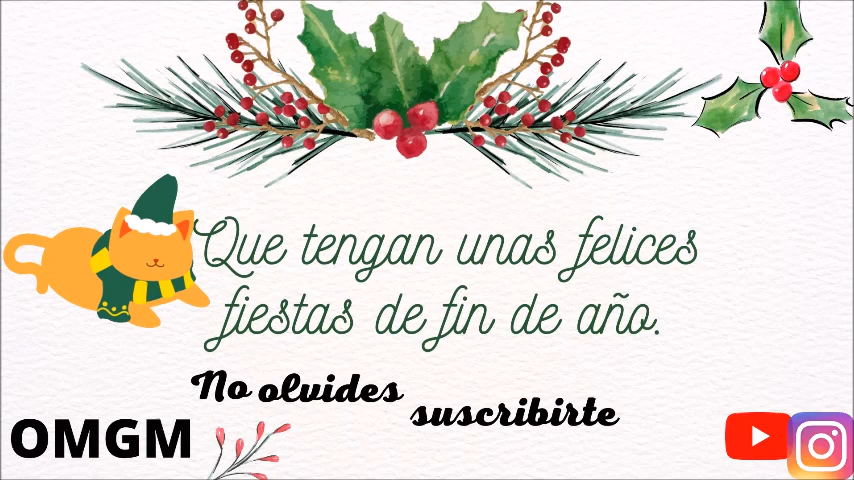 Que tengan unas felices
fiestas de fin de año.
No olvides
suscribirte
OMGM